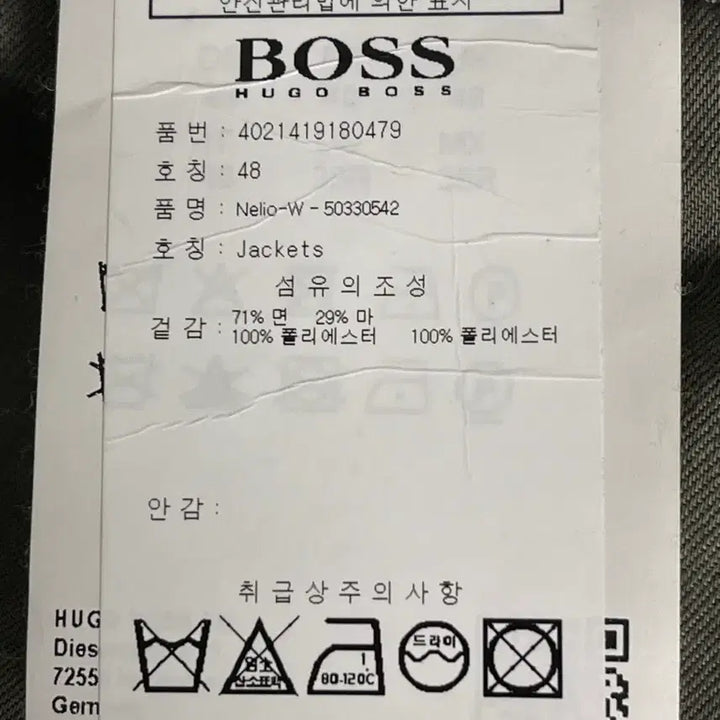 안전관리법에 의한 표시
BOSS
HUGO BOSS
품 번 : 4021419180479
호 칭 : 48
품 명 : Nelio-W - 50330542
호 칭 : Jackets
섬 유 의 조 성
겉 감 : 71% 면 29% 마
100% 폴리에스터 100% 폴리에스터
안 감 :
취 급 상 주 의 사 항
염소
산소표백
1
80-120C
드라이
HUG
Dies
7255
Germ